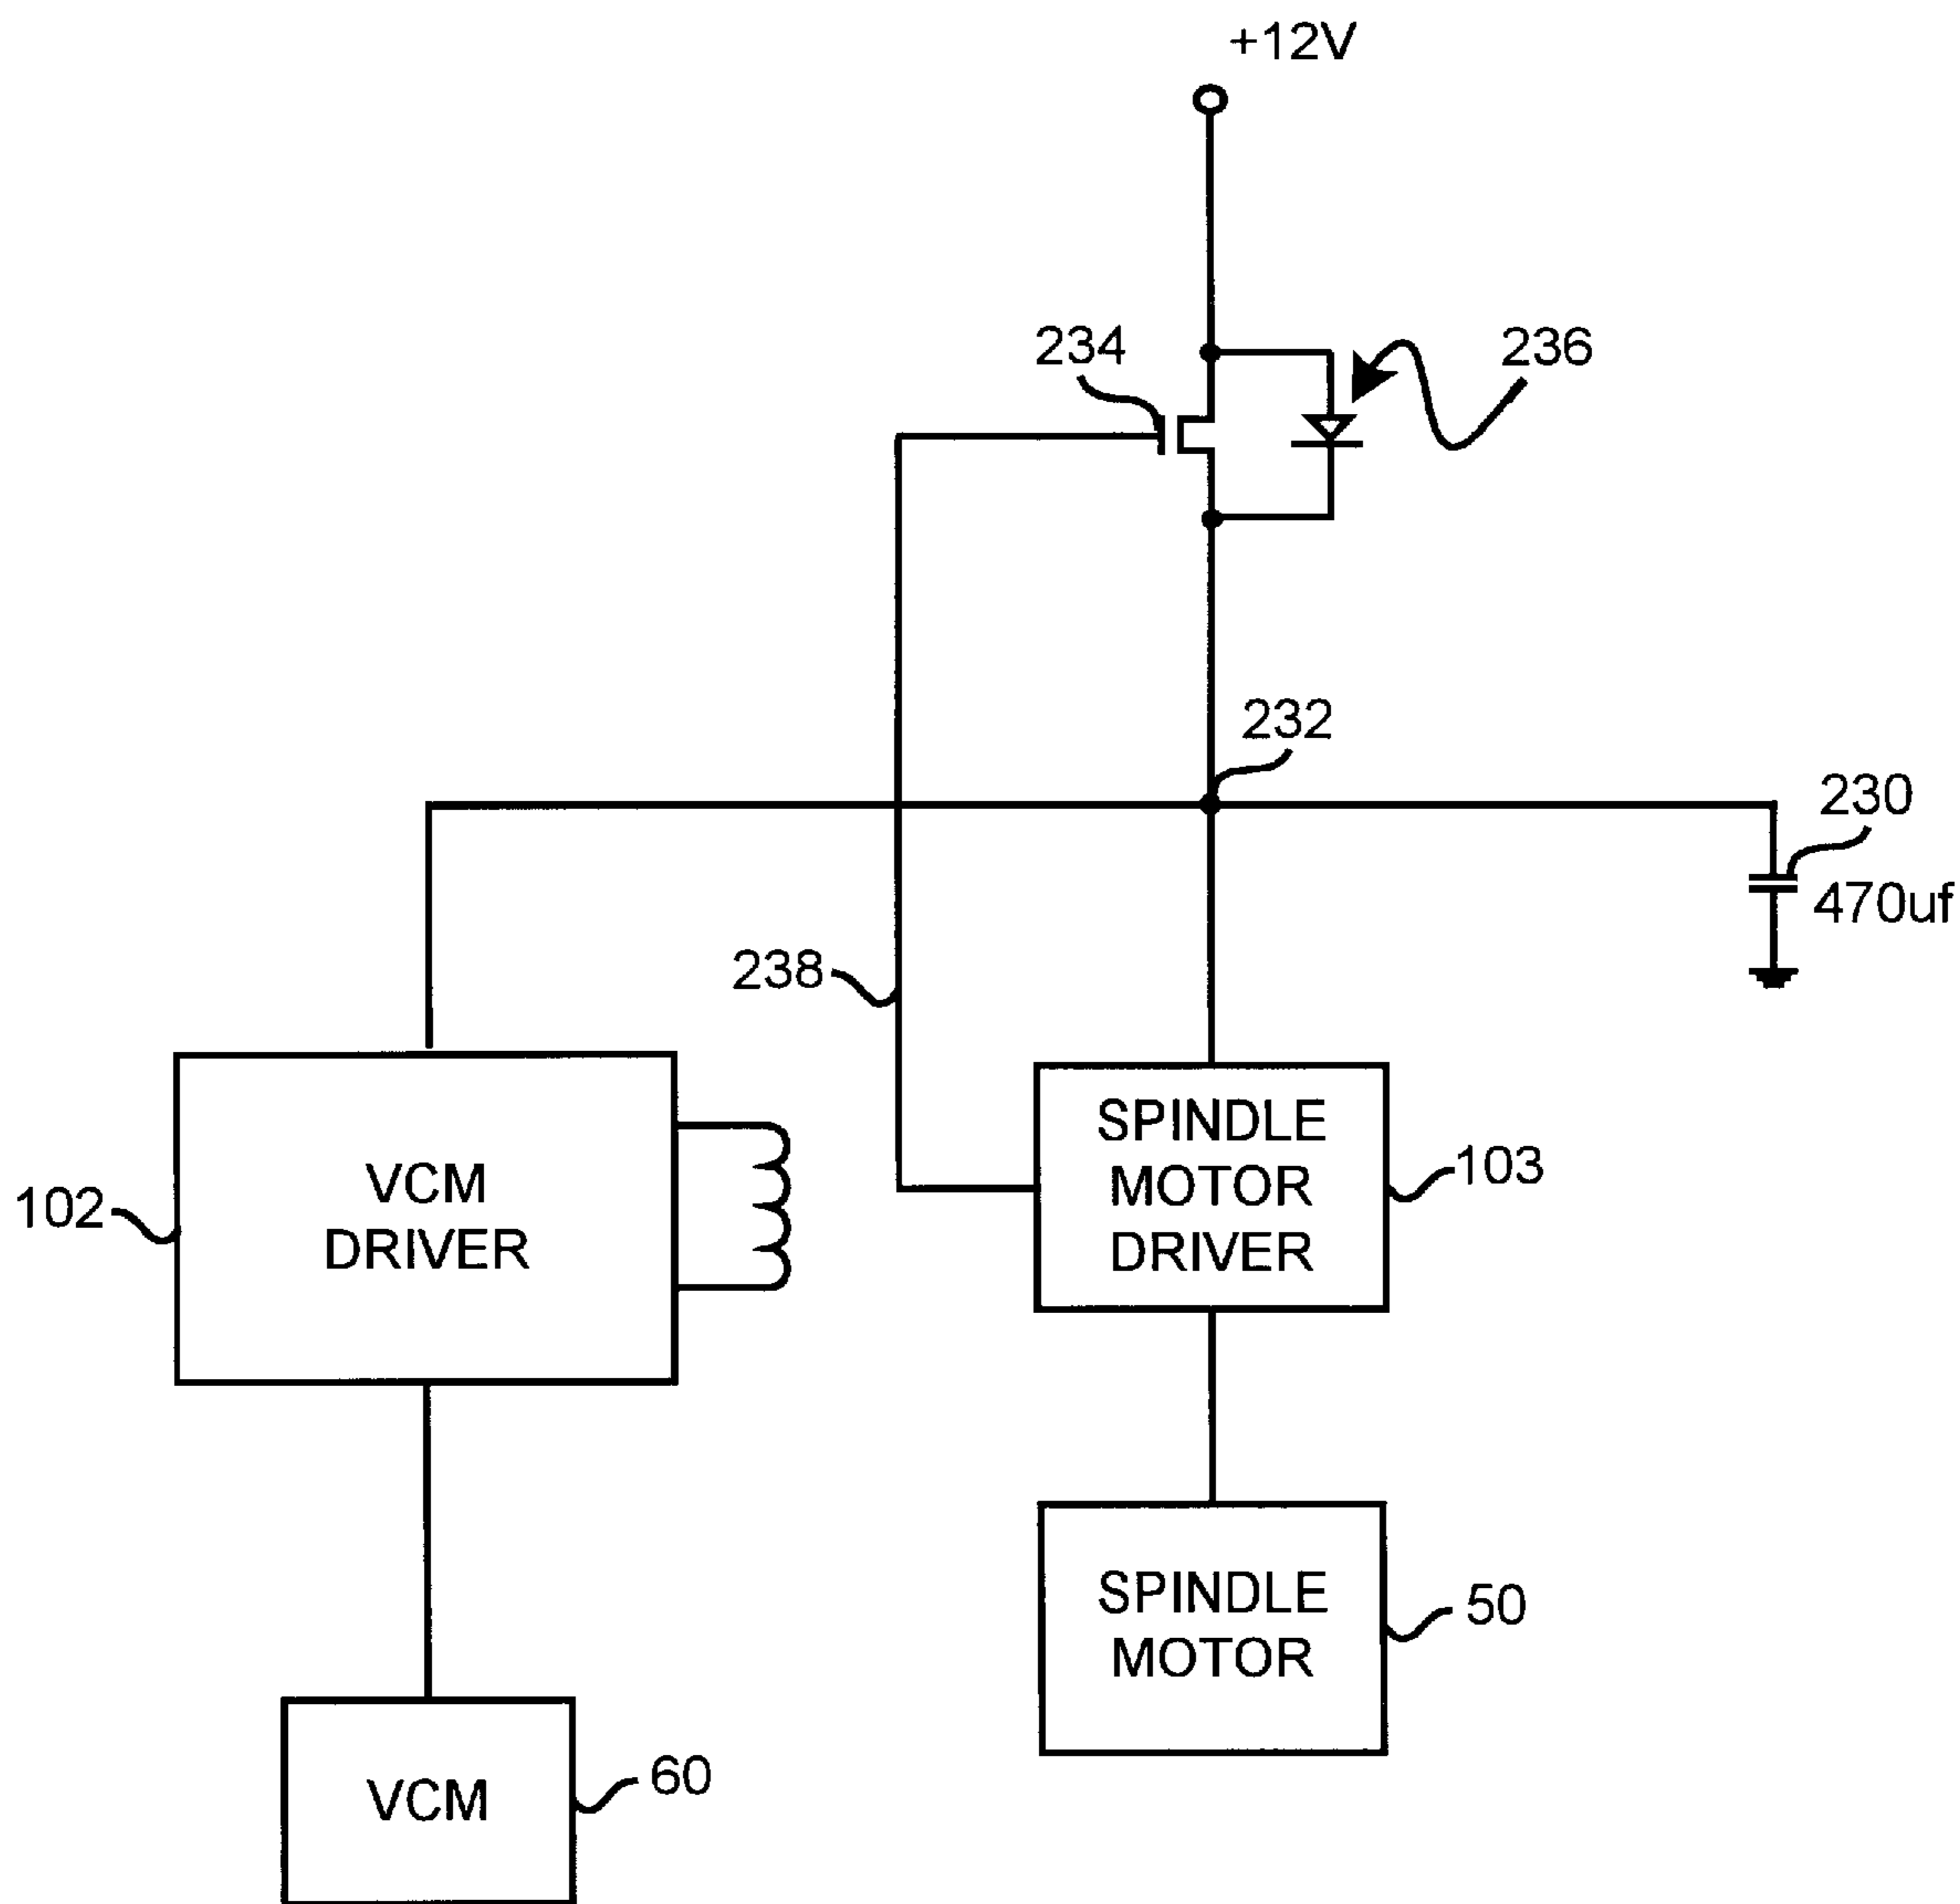 +12V
234
236
232
230
470uf
238
102
VCM
DRIVER
SPINDLE
MOTOR
DRIVER
103
SPINDLE
MOTOR
50
VCM
60